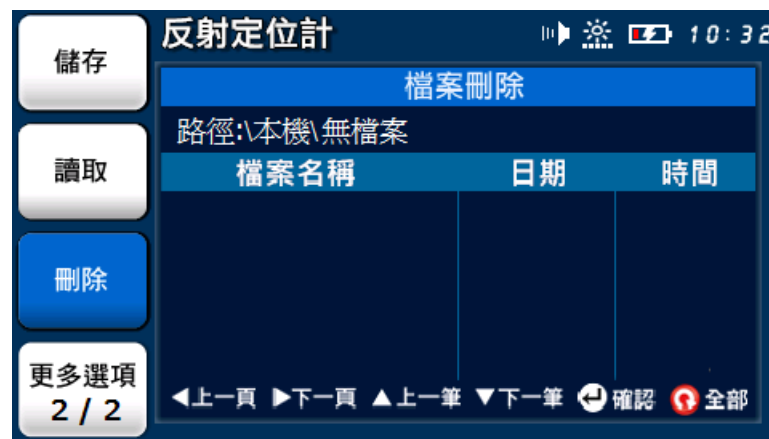 儲存
讀取
刪除
更多選項
2 / 2
反射定位計
10:32
檔案刪除
路徑:\本機\無檔案
檔案名稱 日期 時間
◀上一頁 ▶下一頁 ▲上一筆 ▼下一筆 確認 全部